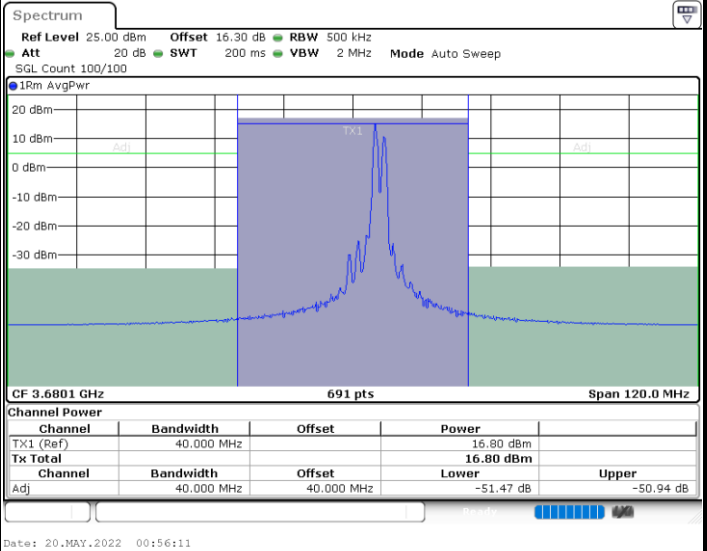 Spectrum
Ref Level 25.00 dBm Offset 16.30 dB RBW 500 kHz
Att 20 dB SWT 200 ms VBW 2 MHz Mode Auto Sweep
SGL Count 100/100
1Rm AvgPwr
20 dBm
TX1
10 dBm
Adj Adj
0 dBm
-10 dBm
-20 dBm
-30 dBm
CF 3.6801 GHz 691 pts Span 120.0 MHz
Channel Power
Channel Bandwidth Offset Power
TX1 (Ref) 40.000 MHz 16.80 dBm
Tx Total 16.80 dBm
Channel Bandwidth Offset Lower Upper
Adj 40.000 MHz 40.000 MHz -51.47 dB -50.94 dB
Ready
Date: 20.MAY.2022 00:56:11